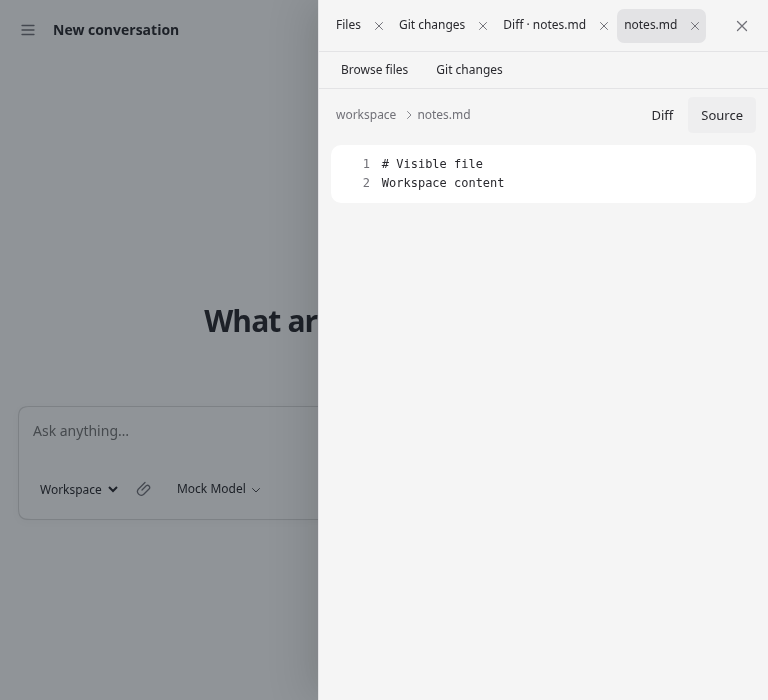 New conversation
Files
Git changes
Diff · notes.md
notes.md
Browse files
Git changes
workspace
notes.md
Diff
Source
1 # Visible file
2 Workspace content
What ar
Ask anything...
Workspace
Mock Model